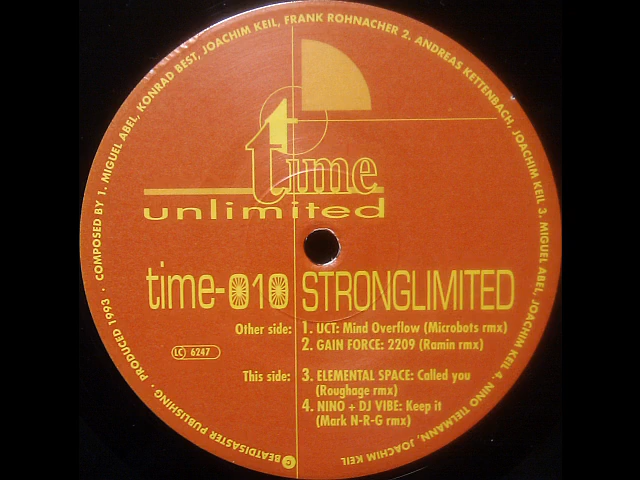 COMPOSED BY 1. MIGUEL ABEL, KONRAD BEST, JOACHIM KEIL, FRANK ROHNACHER 2. ANDREAS KETTENBACH, JOACHIM KEIL 3. MIGUEL ABEL, JOACHIM KEIL 4. NINO TIELMANN, JOACHIM KEIL
time
unlimited
time-010 STRONGLIMITED
Other side: 1. UCT: Mind Overflow (Microbots rmx)
2. GAIN FORCE: 2209 (Ramin rmx)
LC 6247
This side: 3. ELEMENTAL SPACE: Called you
(Roughage rmx)
4. NINO + DJ VIBE: Keep it
(Mark N-R-G rmx)
© BEATDISASTER PUBLISHING · PRODUCED 1993 ·